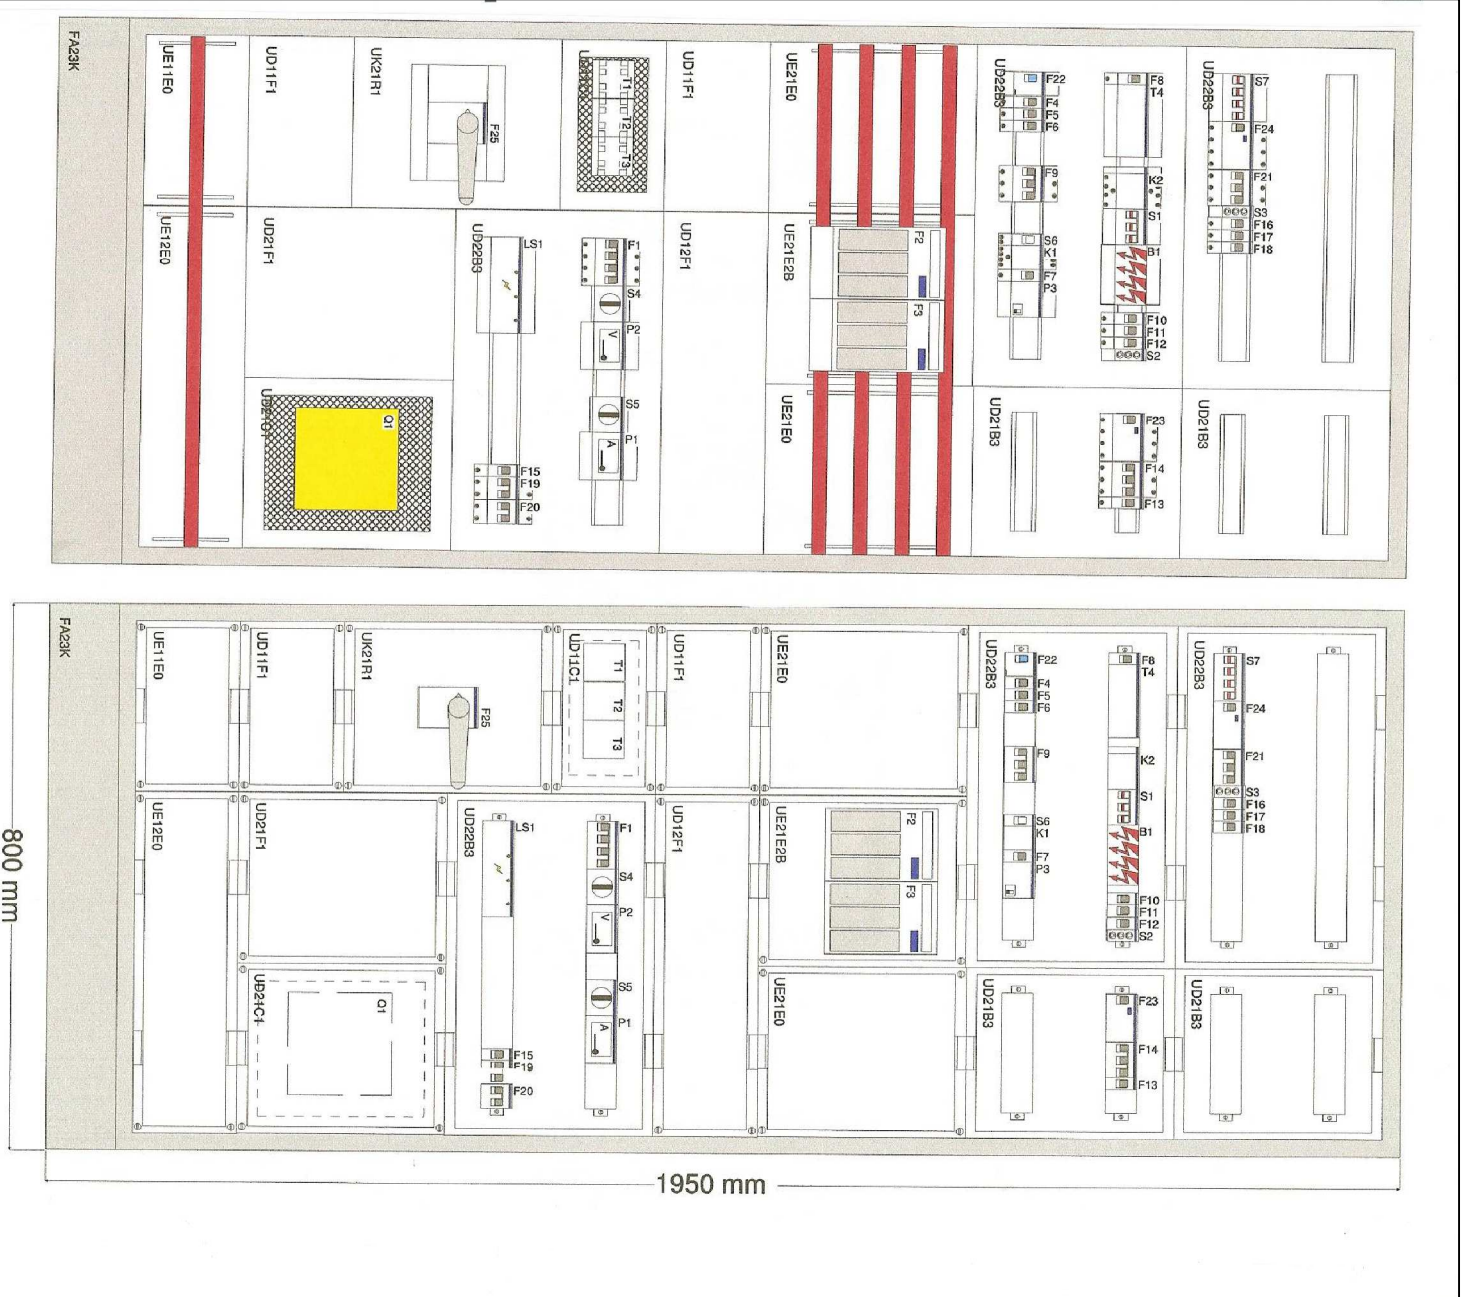 FA23K
UE11E0
UD11F1
UK21R1
F25
T1
T2
T3
UD11F1
UE21E0
UD22B3
F22
F4
F5
F6
F9
S6
K1
F7
P3
F8
T4
K2
S1
B1
F10
F11
F12
S2
UD22B3
S7
F24
F21
S3
F16
F17
F18
UE12E0
UD21F1
Q1
UD22B3
LS1
F15
F19
F20
F1
S4
P2
V
S5
P1
A
UD12F1
UE21E2B
F2
F3
UE21E0
UD21B3
F23
F14
F13
UD21B3
FA23K
UE11E0
UD11F1
UK21R1
F25
UD11C1
T1
T2
T3
UD11F1
UE21E0
UD22B3
F22
F4
F5
F6
F9
S6
K1
F7
P3
F8
T4
K2
S1
B1
F10
F11
F12
S2
UD22B3
S7
F24
F21
S3
F16
F17
F18
UE12E0
UD21F1
UD21C1
Q1
UD22B3
LS1
F15
F19
F20
F1
S4
P2
V
S5
P1
A
UD12F1
UE21E2B
F2
F3
UE21E0
UD21B3
F23
F14
F13
UD21B3
800 mm
1950 mm